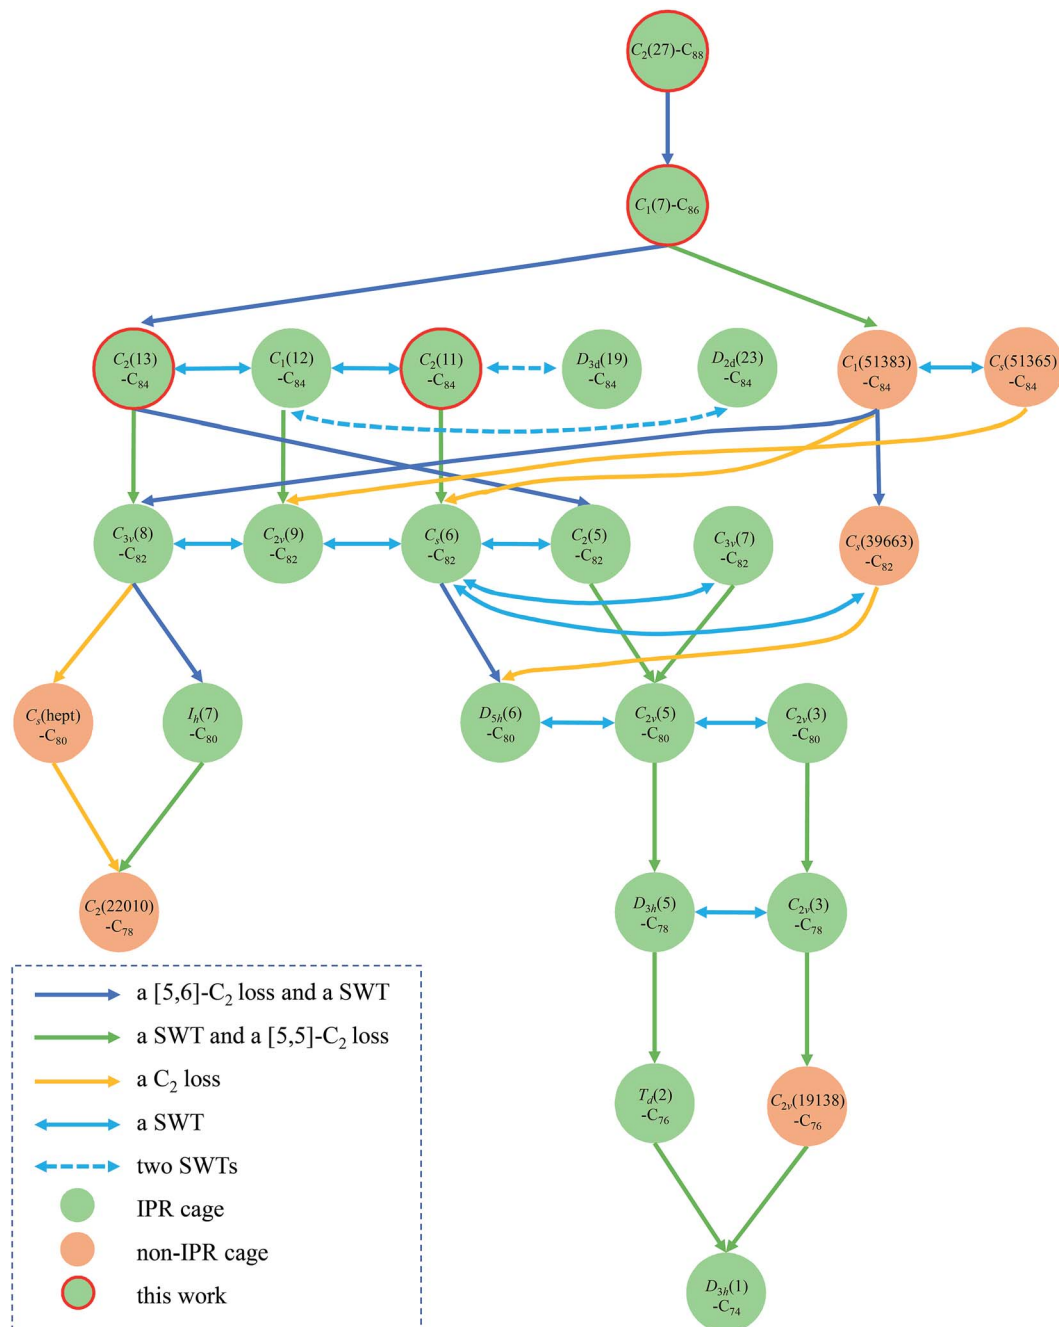 C₂(27)-C₈₈
C₁(7)-C₈₆
C₂(13)
-C₈₄
C₁(12)
-C₈₄
C₂(11)
-C₈₄
D₃d(19)
-C₈₄
D₂d(23)
-C₈₄
C₁(51383)
-C₈₄
Cₛ(51365)
-C₈₄
C₃ᵥ(8)
-C₈₂
C₂ᵥ(9)
-C₈₂
Cₛ(6)
-C₈₂
C₂(5)
-C₈₂
C₃ᵥ(7)
-C₈₂
Cₛ(39663)
-C₈₂
Cₛ(hept)
-C₈₀
Iₕ(7)
-C₈₀
D₅ₕ(6)
-C₈₀
C₂ᵥ(5)
-C₈₀
C₂ᵥ(3)
-C₈₀
C₂(22010)
-C₇₈
D₃ₕ(5)
-C₇₈
C₂ᵥ(3)
-C₇₈
T_d(2)
-C₇₆
C₂ᵥ(19138)
-C₇₆
D₃ₕ(1)
-C₇₄
a [5,6]-C₂ loss and a SWT
a SWT and a [5,5]-C₂ loss
a C₂ loss
a SWT
two SWTs
IPR cage
non-IPR cage
this work